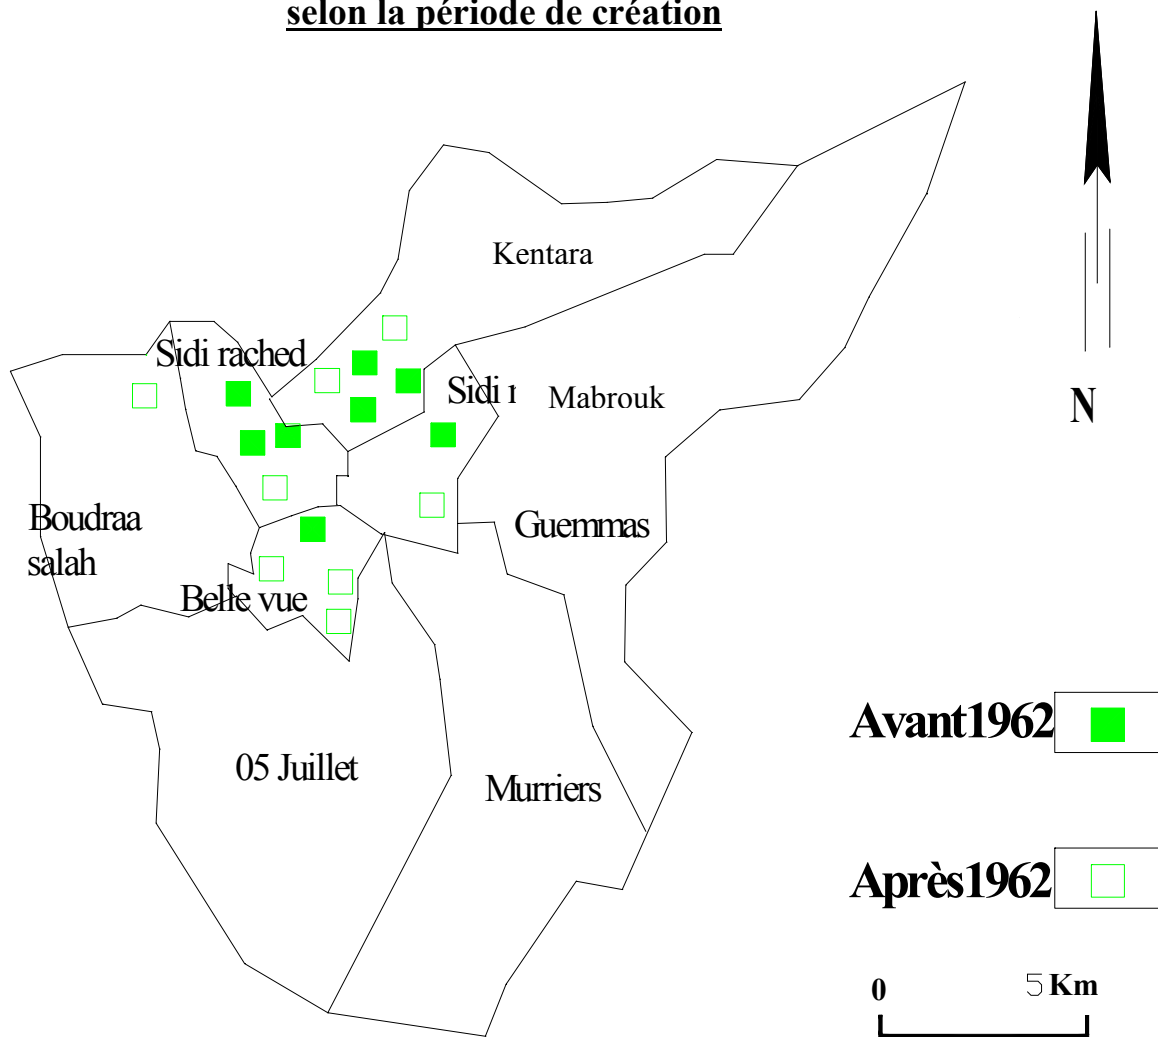 selon la période de création
Kentara
Sidi rached
Sidi r
Mabrouk
N
Boudraa
salah
Guemmas
Belle vue
Avant1962
05 Juillet
Murriers
Après1962
0 5 Km